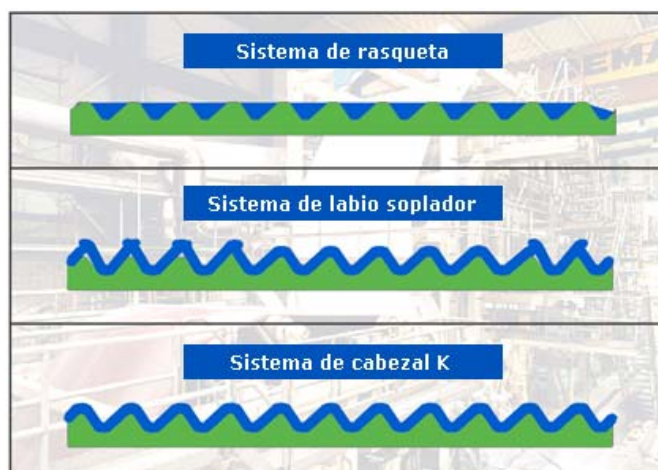 Sistema de rasqueta
Sistema de labio soplador
Sistema de cabezal K